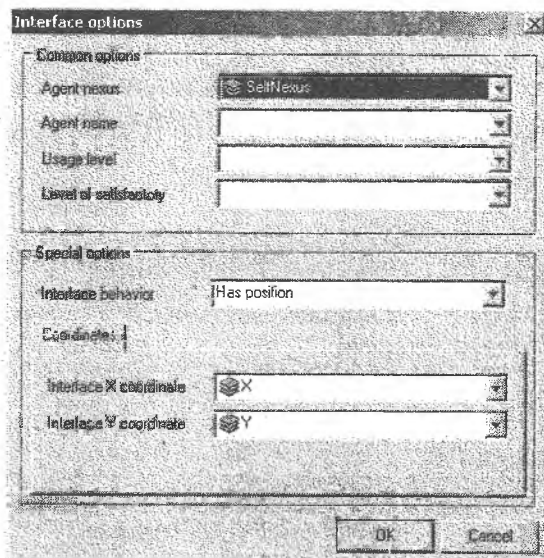 Interface options
Common options
Agent nexus SelfNexus
Agent name
Usage level
Level of satisfactoty
Special options
Interface behavior Has position
Coordinates
Interface X coordinate X
Interface Y coordinate Y
OK Cancel